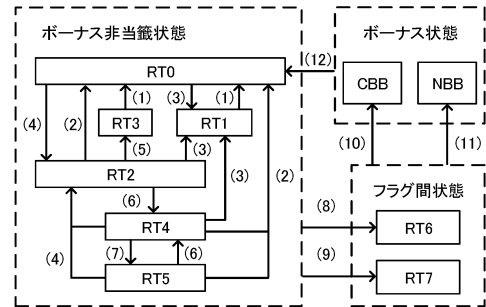 ボーナス非当籤状態
ボーナス状態
(12)
RT0
CBB
NBB
(1)
(3)
(1)
(4)
(2)
RT3
RT1
(5)
(3)
(10)
(11)
RT2
(3)
(2)
フラグ間状態
(6)
(8)
RT4
RT6
(4)
(7)
(6)
(9)
RT5
RT7